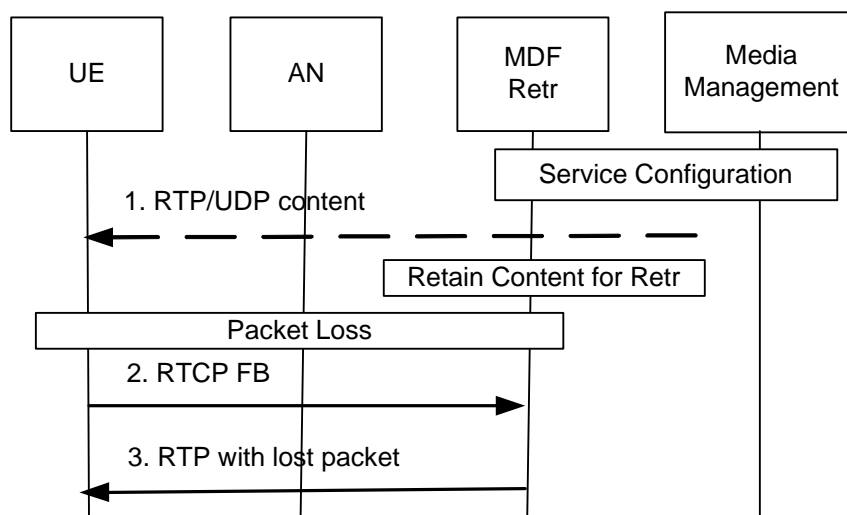 UE
AN
MDF
Retr
Media
Management
Service Configuration
1. RTP/UDP content
Retain Content for Retr
Packet Loss
2. RTCP FB
3. RTP with lost packet